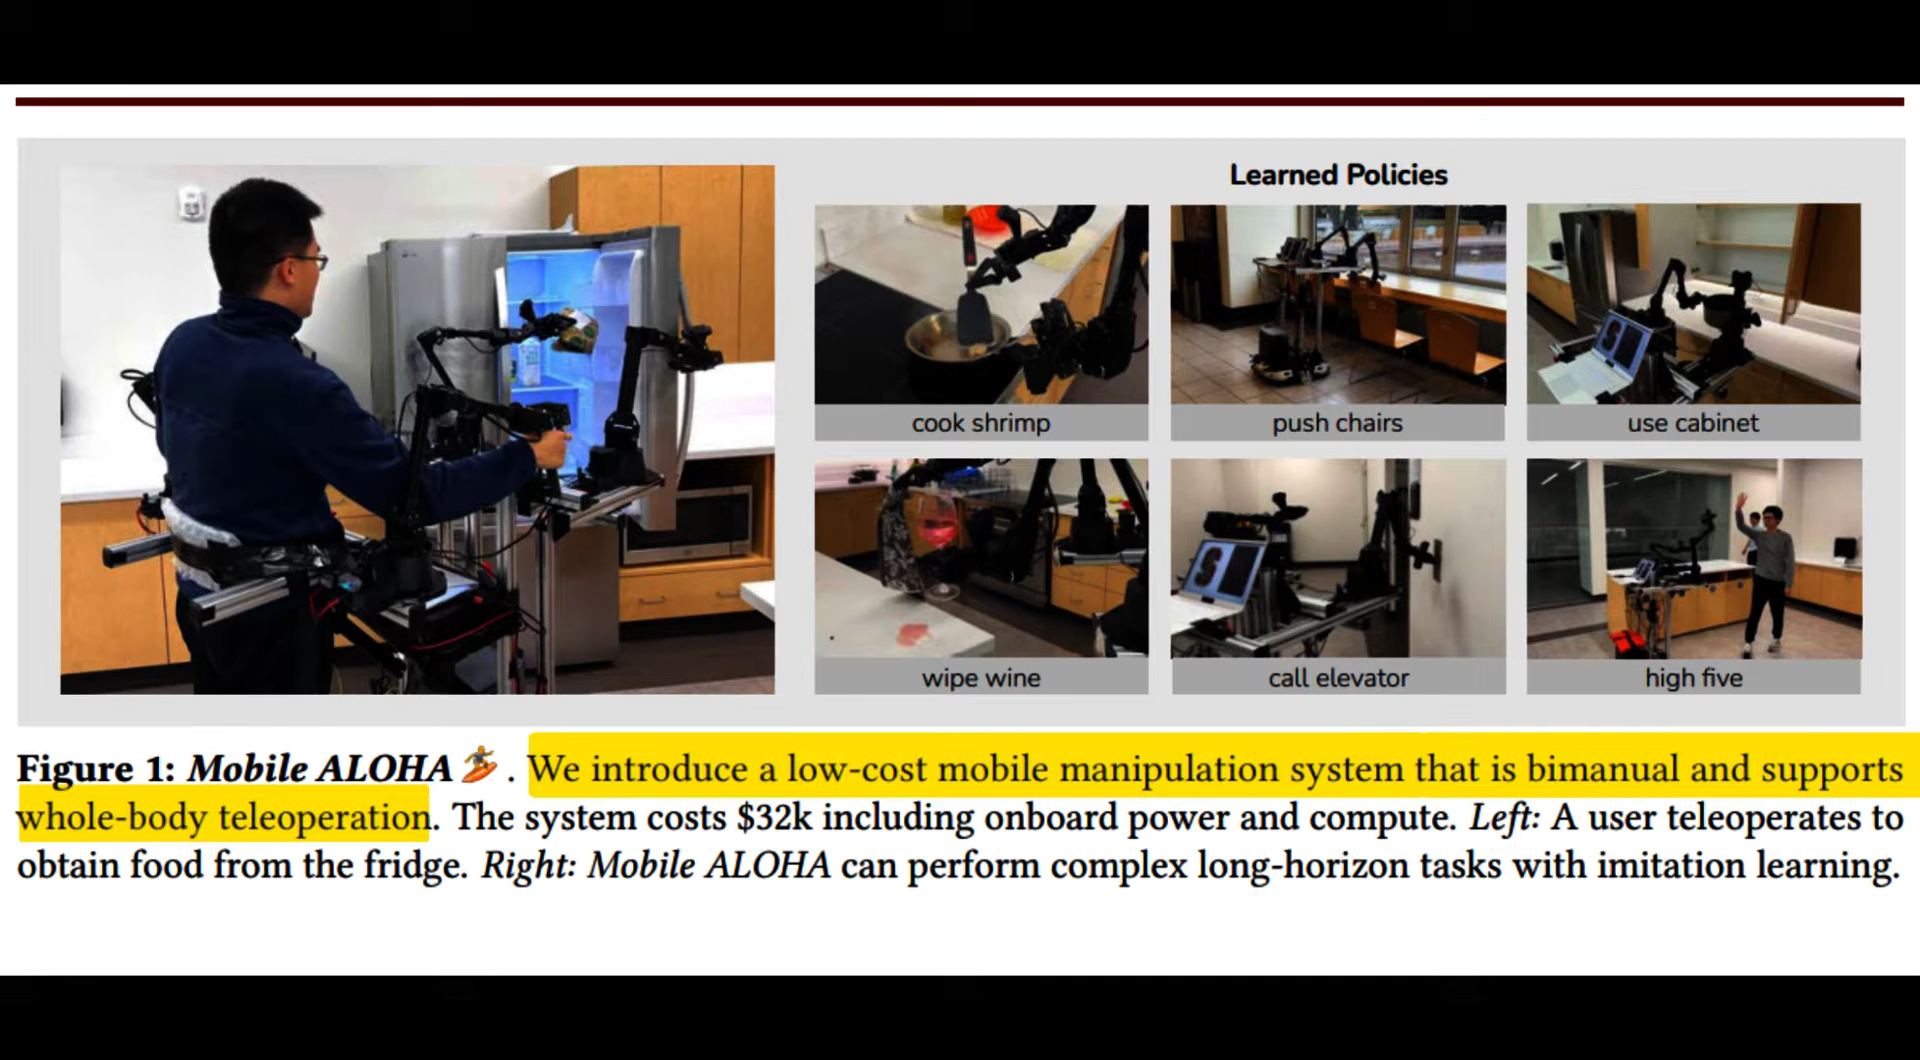 Learned Policies
cook shrimp
push chairs
use cabinet
wipe wine
call elevator
high five
Figure 1: Mobile ALOHA 🏄 . We introduce a low-cost mobile manipulation system that is bimanual and supports
whole-body teleoperation. The system costs $32k including onboard power and compute. Left: A user teleoperates to
obtain food from the fridge. Right: Mobile ALOHA can perform complex long-horizon tasks with imitation learning.